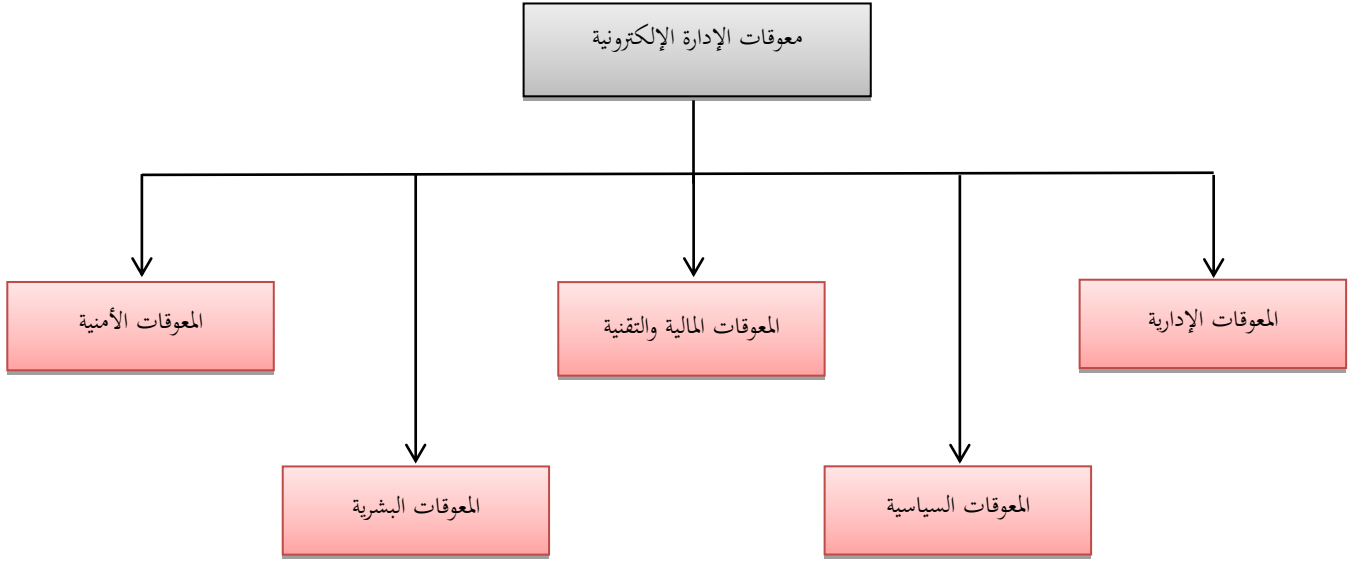 معوقات الإدارة الإلكترونية
المعوقات الإدارية
المعوقات المالية والتقنية
المعوقات الأمنية
المعوقات السياسية
المعوقات البشرية